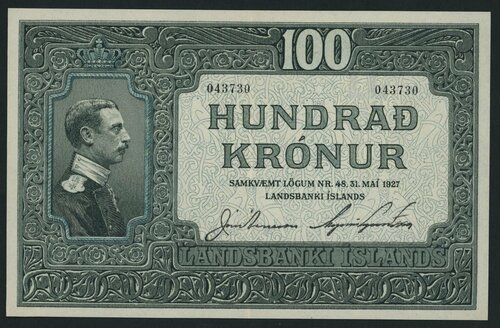 100
043730 043730
HUNDRAÐ
KRÓNUR
SAMKVÆMT LÖGUM NR. 48, 31. MAÍ 1927
LANDSBANKI ÍSLANDS
LANDSBANKI ÍSLANDS